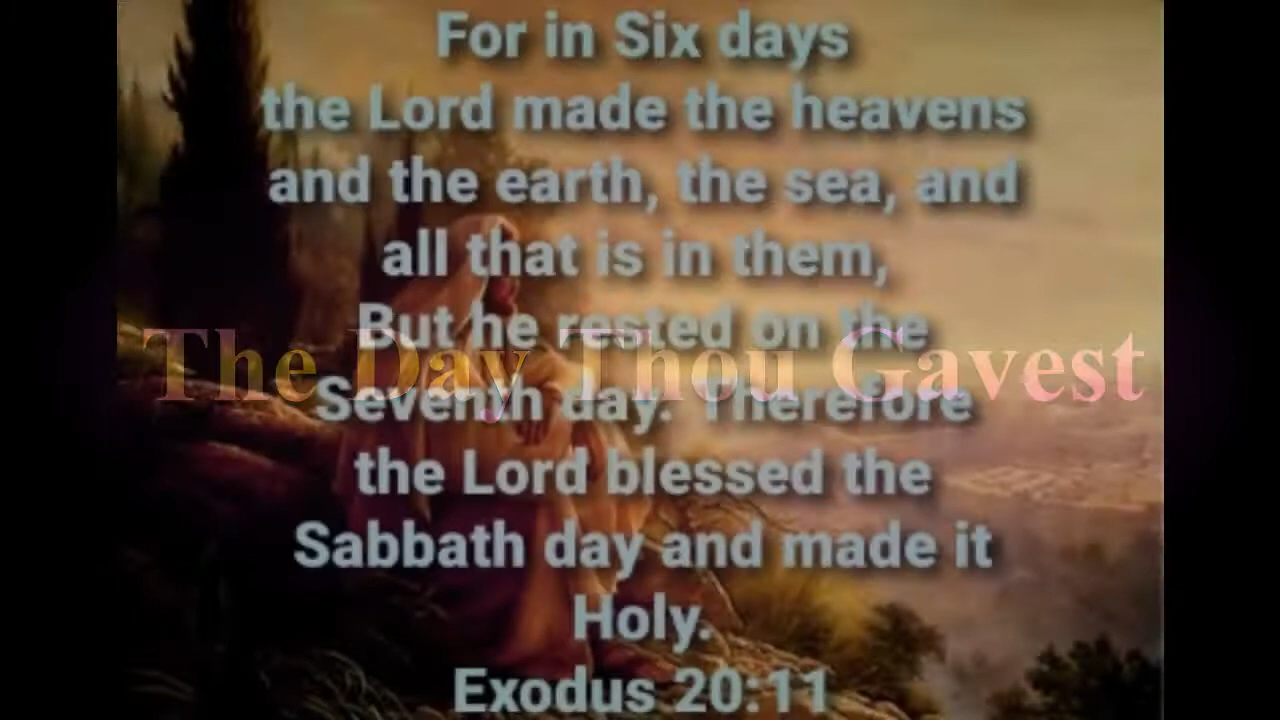 For in Six days
the Lord made the heavens
and the earth, the sea, and
all that is in them,
But he rested on the
The Day Thou Gavest
Seventh day. Therefore
the Lord blessed the
Sabbath day and made it
Holy.
Exodus 20:11